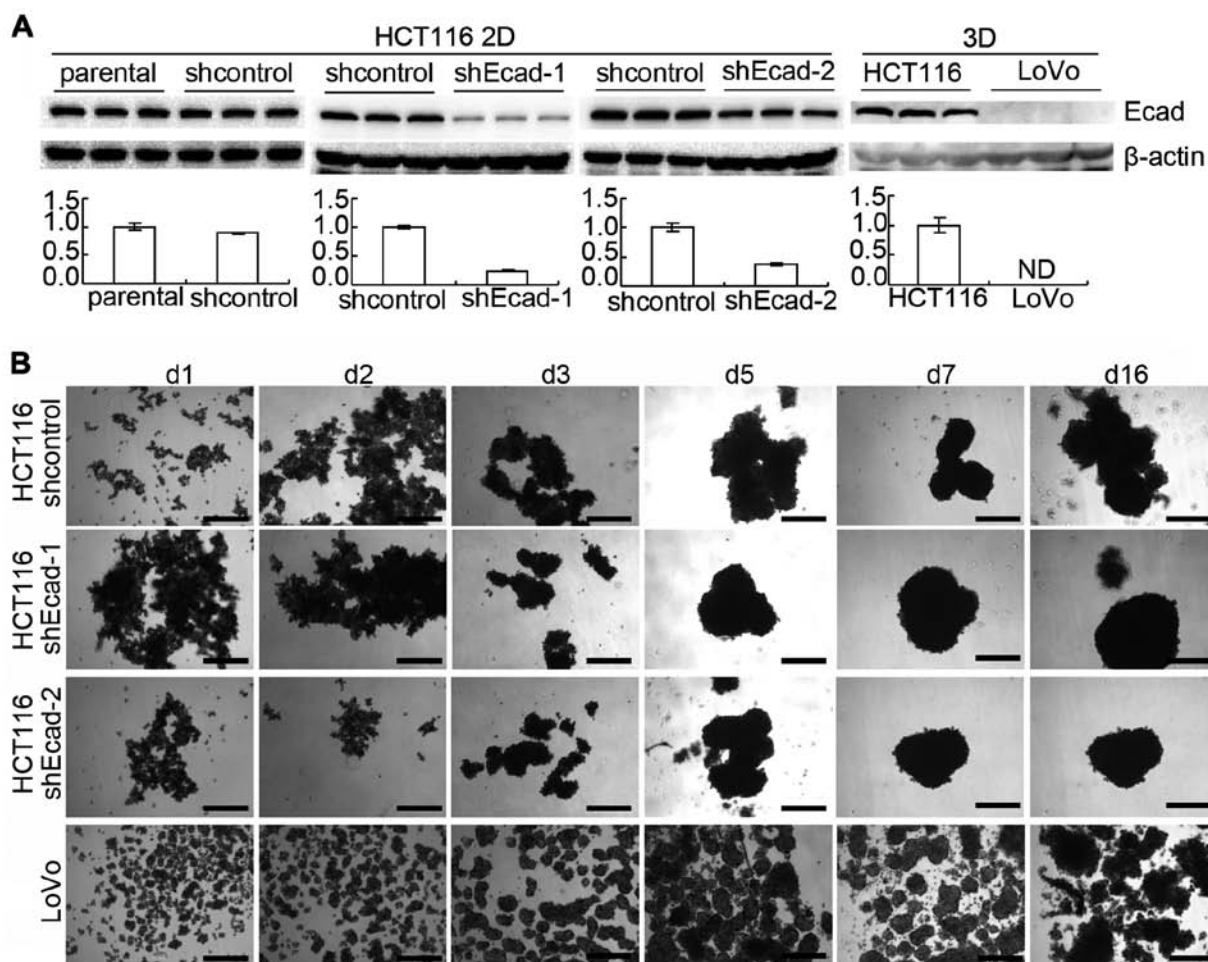 A
HCT116 2D 3D
parental shcontrol shcontrol shEcad-1 shcontrol shEcad-2 HCT116 LoVo
Ecad
β-actin
1.5 1.5 1.5 1.5
1.0 1.0 1.0 1.0
0.5 0.5 0.5 0.5
0.0 0.0 0.0 0.0
ND
parental shcontrol shcontrol shEcad-1 shcontrol shEcad-2 HCT116 LoVo
B
d1 d2 d3 d5 d7 d16
HCT116
shcontrol
HCT116
shEcad-1
HCT116
shEcad-2
LoVo